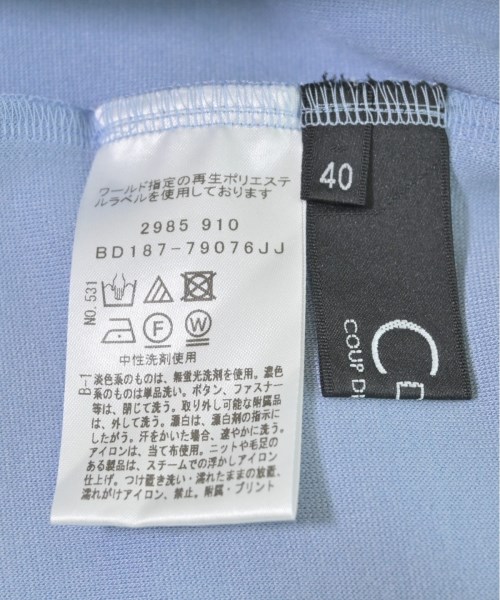 ワールド指定の再生ポリエステ
ルラベルを使用しております
2985 910
BD187-79076JJ
NO.531
F W
中性洗剤使用
B-1
淡色系のものは、無蛍光洗剤を使用。濃色
系のものは単品洗い。ボタン、ファスナー
等は、閉じて洗う。取り外し可能な附属品
は、外して洗う。漂白は、漂白剤の指示に
したがう。汗をかいた場合、速やかに洗う。
アイロンは、当て布使用。ニットや毛足の
ある製品は、スチームでの浮かしアイロン
仕上げ。つけ置き洗い・濡れたままの放置、
濡れがけアイロン、禁止。附属・プリント
40
COUP